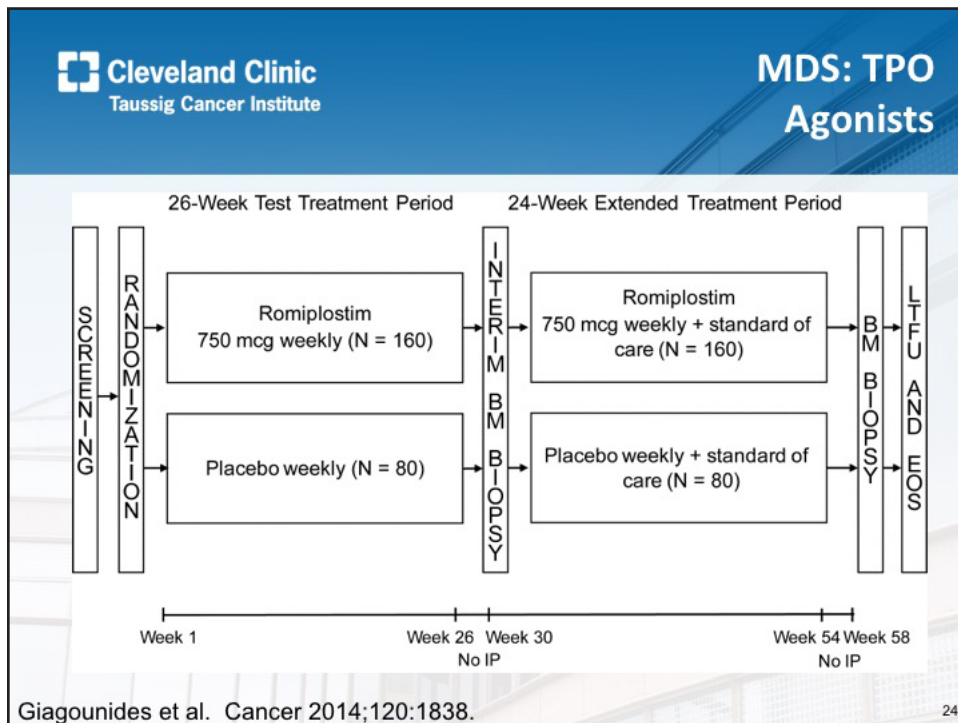 Cleveland Clinic
Taussig Cancer Institute
MDS: TPO
Agonists
26-Week Test Treatment Period
24-Week Extended Treatment Period
SCREENING
RANDOMIZATION
Romiplostim
750 mcg weekly (N = 160)
Placebo weekly (N = 80)
INTERIM BM BIOPSY
Romiplostim
750 mcg weekly + standard of
care (N = 160)
Placebo weekly + standard of
care (N = 80)
BM BIOPSY
LTFU AND EOS
Week 1
Week 26
Week 30
Week 54
Week 58
No IP
No IP
Giagounides et al. Cancer 2014;120:1838.
24